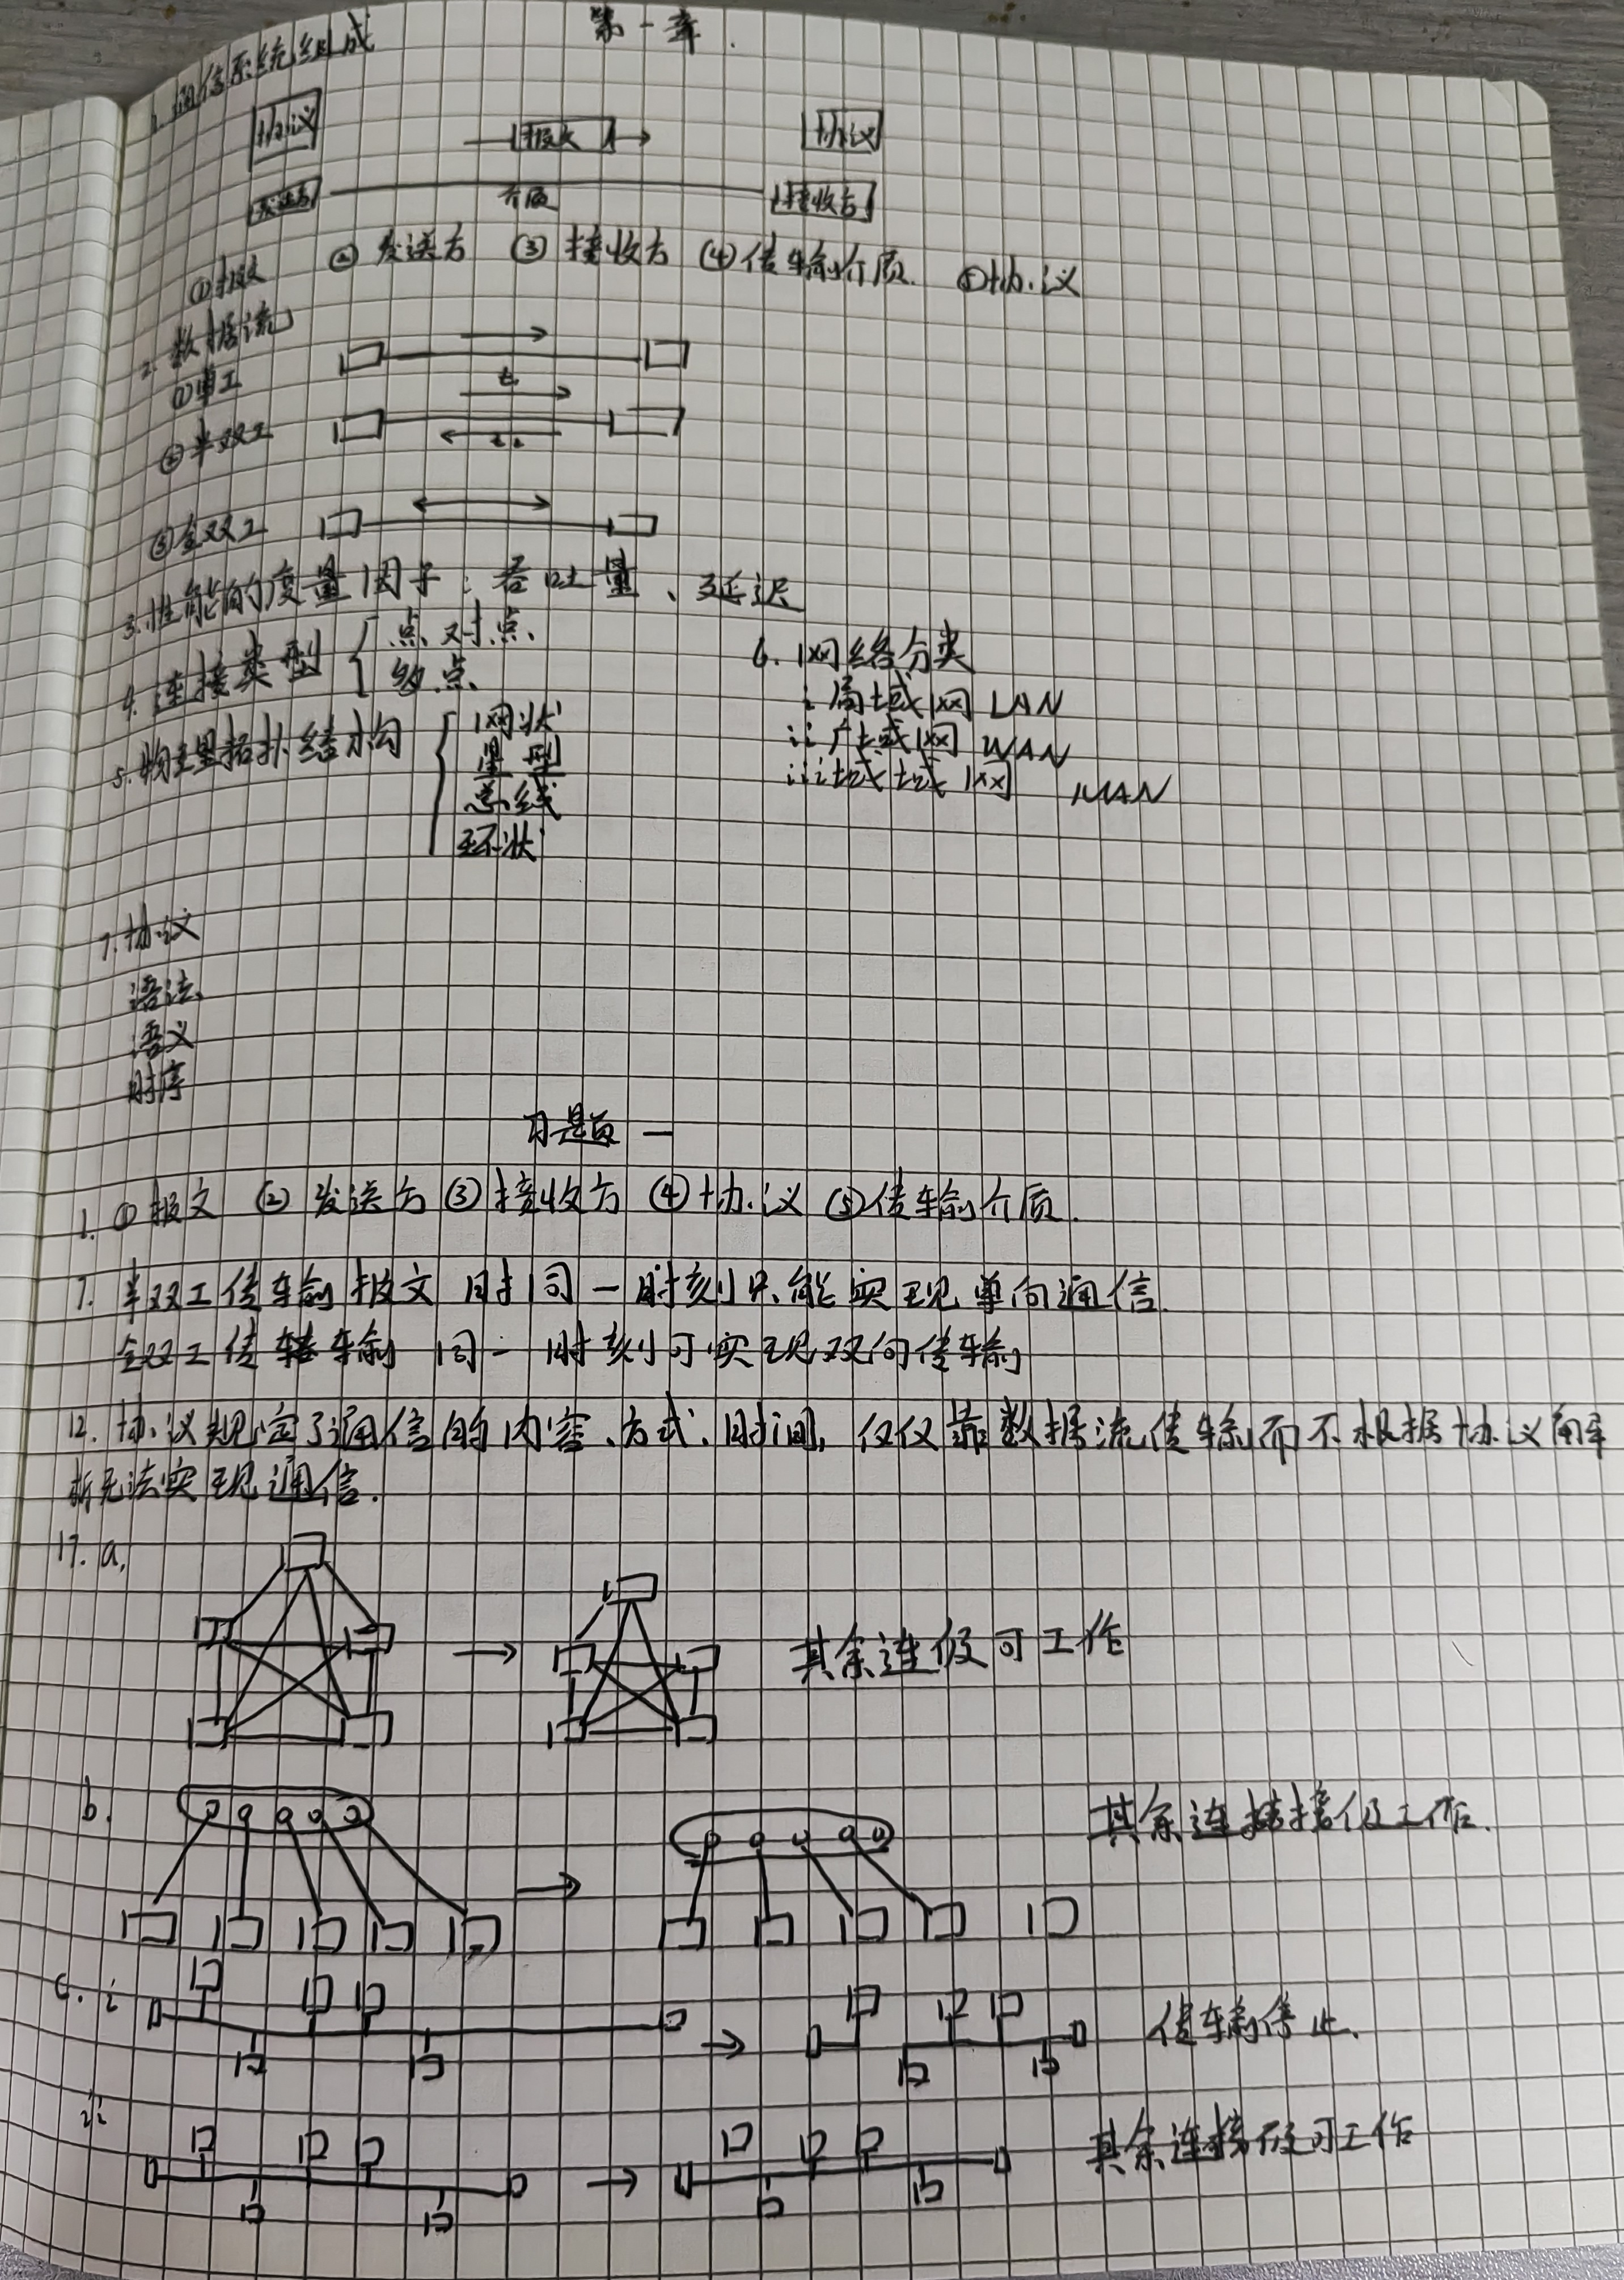 第一章
1. 通信系统组成
协议 报文 协议
发送方 介质 接收方
①报文 ②发送方 ③接收方 ④传输介质. ⑤协议
2. 数据流
①单工
t1
②半双工
t2
③全双工
3.性能的度量因子：吞吐量、延迟
4. 连接类型 点对点、
多点
5.物理拓扑结构 网状
星型
总线
环状
6. 网络分类
i 局域网 LAN
ii 广域网 WAN
iii 城域网 MAN
7. 协议
语法、
语义
时序
习题一
1. ①报文 ②发送方 ③接收方 ④协议 ⑤传输介质.
7. 半双工传输报文时同一时刻只能实现单向通信.
全双工传输 同一时刻可实现双向传输
12. 协议规定了通信的内容、方式、时间, 仅仅靠数据流传输而不根据协议解
析无法实现通信.
17. a.
其余连仍可工作
b.
其余连接仍工作.
c. i
传输停止.
ii
其余连接仍可工作